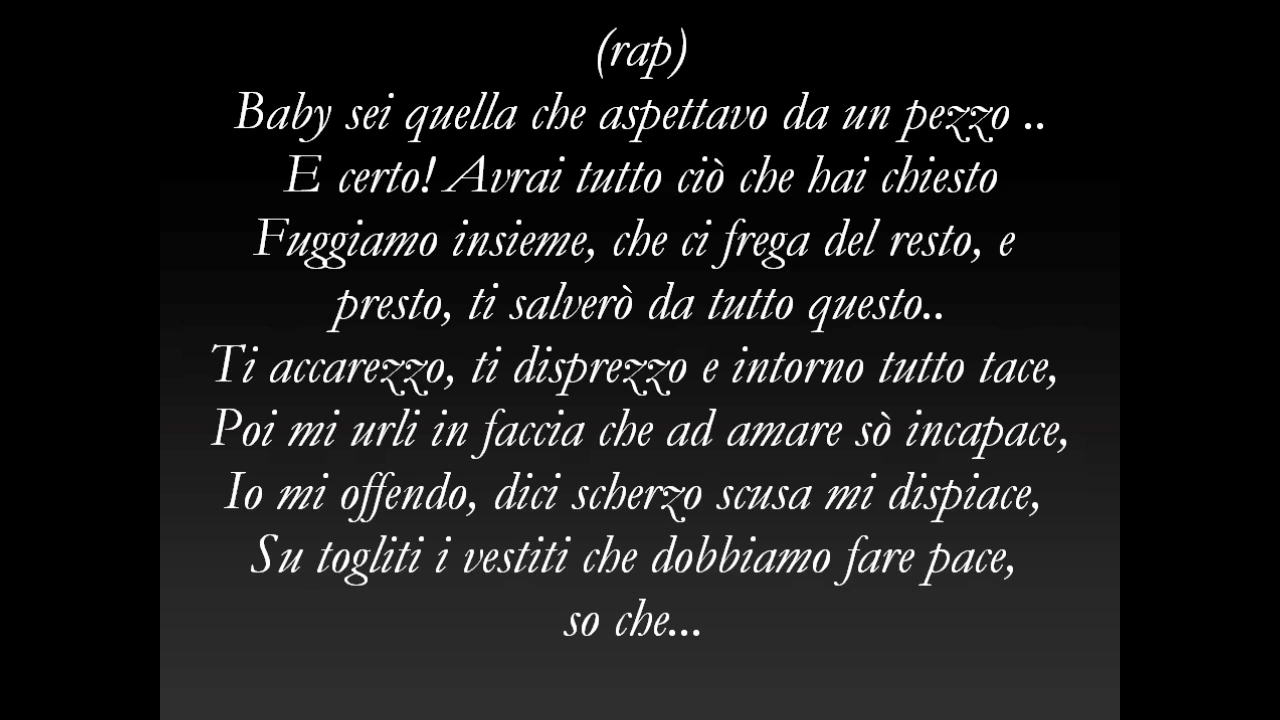 (rap)
Baby sei quella che aspettavo da un pezzo ..
E certo! Avrai tutto ciò che hai chiesto
Fuggiamo insieme, che ci frega del resto, e
presto, ti salverò da tutto questo..
Ti accarezzo, ti disprezzo e intorno tutto tace,
Poi mi urli in faccia che ad amare sò incapace,
Io mi offendo, dici scherzo scusa mi dispiace,
Su togliti i vestiti che dobbiamo fare pace,
so che...